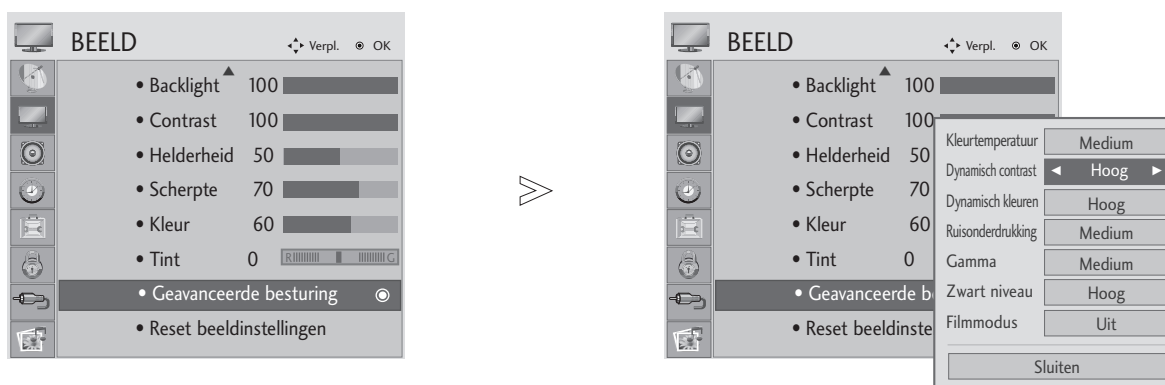 BEELD Verpl. OK
• Backlight 100
• Contrast 100
• Helderheid 50
• Scherpte 70
• Kleur 60
• Tint 0 R G
• Geavanceerde besturing
• Reset beeldinstellingen
BEELD Verpl. OK
• Backlight 100
• Contrast 100
• Helderheid 50
• Scherpte 70
• Kleur 60
• Tint 0
• Geavanceerde b
• Reset beeldinste
Kleurtemperatuur Medium
Dynamisch contrast ◄ Hoog ►
Dynamisch kleuren Hoog
Ruisonderdrukking Medium
Gamma Medium
Zwart niveau Hoog
Filmmodus Uit
Sluiten